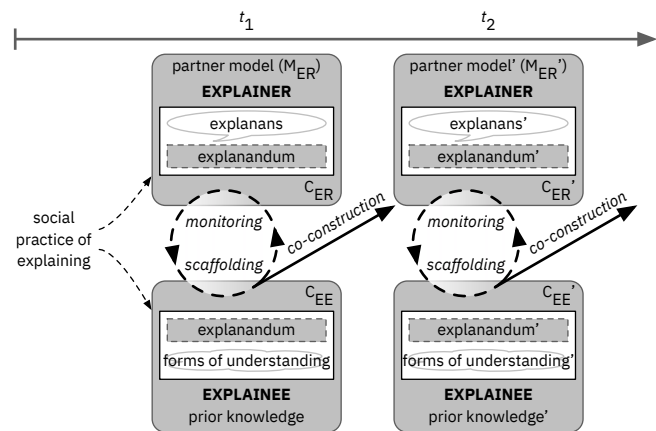 t1 t2
partner model (MER)
EXPLAINER
explanans
explanandum
CER
partner model’ (MER’)
EXPLAINER
explanans’
explanandum’
CER’
social
practice of
explaining
monitoring
scaffolding
co-construction
monitoring
scaffolding
co-construction
CEE
explanandum
forms of understanding
EXPLAINEE
prior knowledge
CEE’
explanandum’
forms of understanding’
EXPLAINEE
prior knowledge’